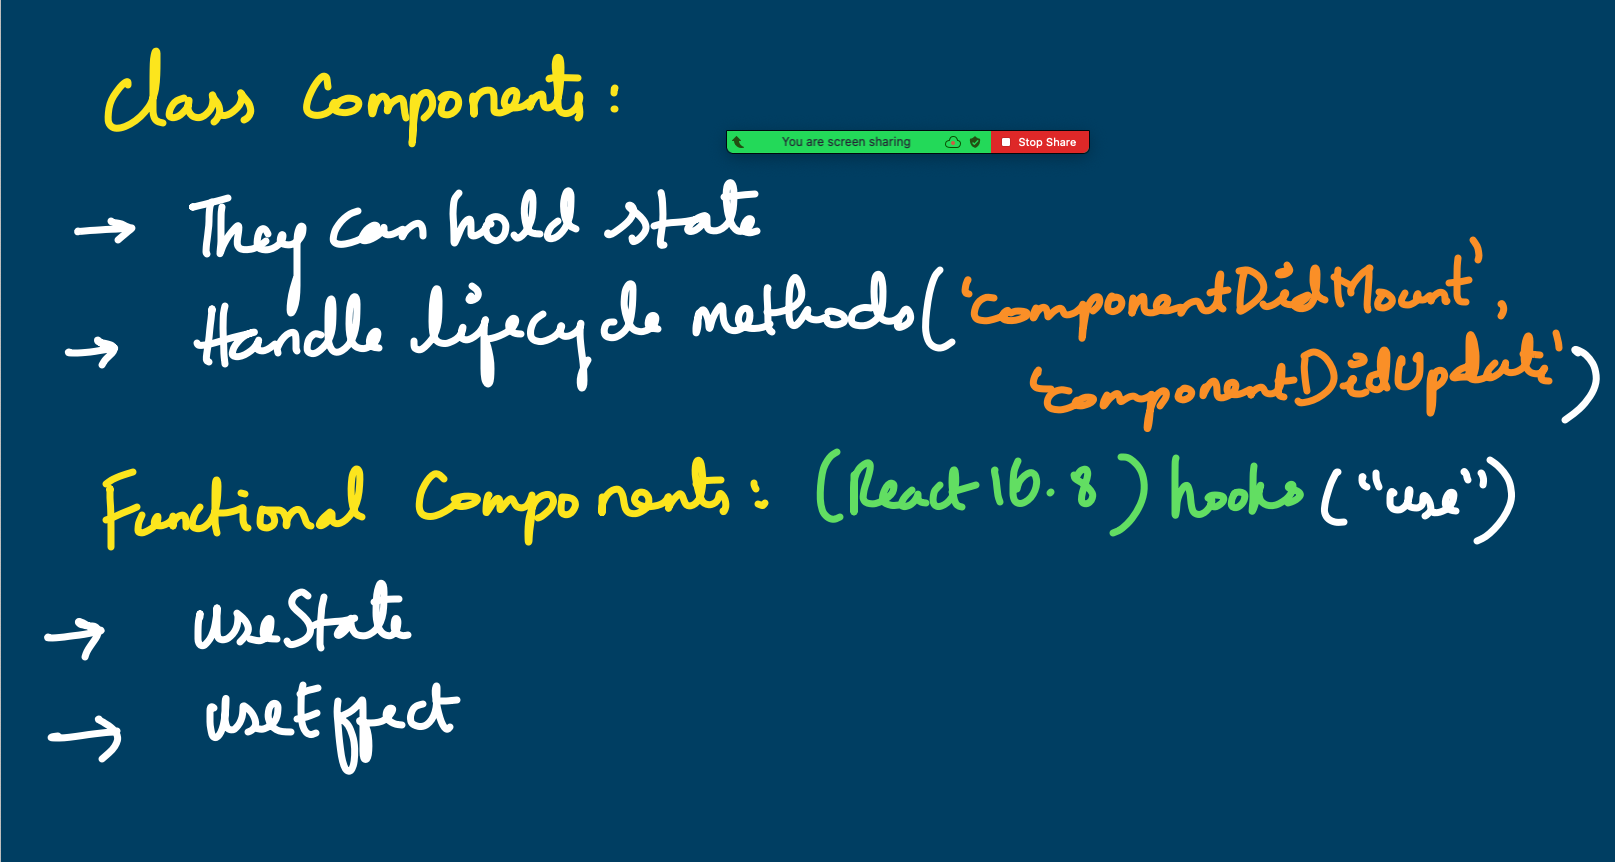 Class Components:
You are screen sharing Stop Share
→ They can hold state
→ Handle lifecycle methods( 'componentDidMount',
'componentDidUpdate')
Functional Components: (React 16.8) hooks ("use")
→ useState
→ useEffect